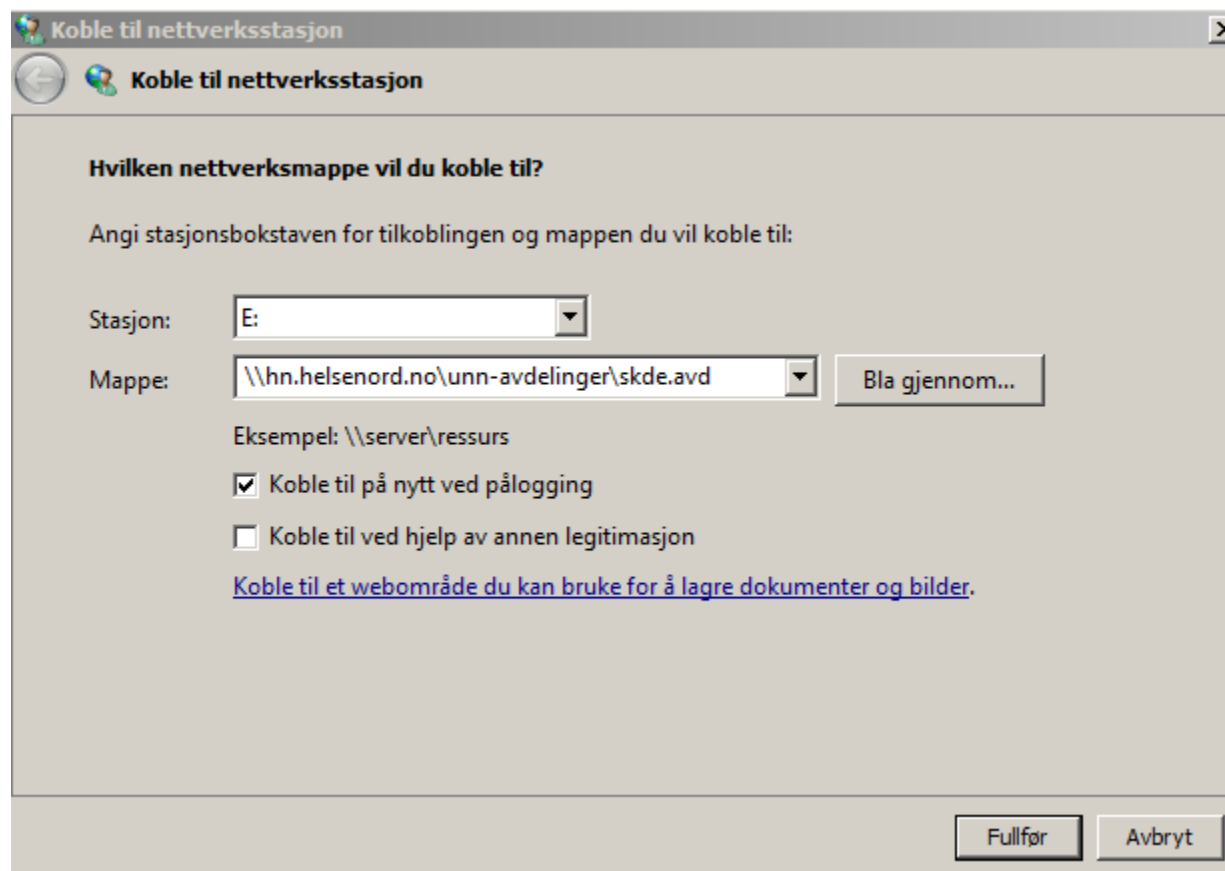 Koble til nettverksstasjon
Koble til nettverksstasjon
Hvilken nettverksmappe vil du koble til?
Angi stasjonsbokstaven for tilkoblingen og mappen du vil koble til:
Stasjon: E:
Mappe: \\hn.helsenord.no\unn-avdelinger\skde.avd Bla gjennom...
Eksempel: \\server\ressurs
Koble til på nytt ved pålogging
Koble til ved hjelp av annen legitimasjon
Koble til et webområde du kan bruke for å lagre dokumenter og bilder.
Fullfør Avbryt